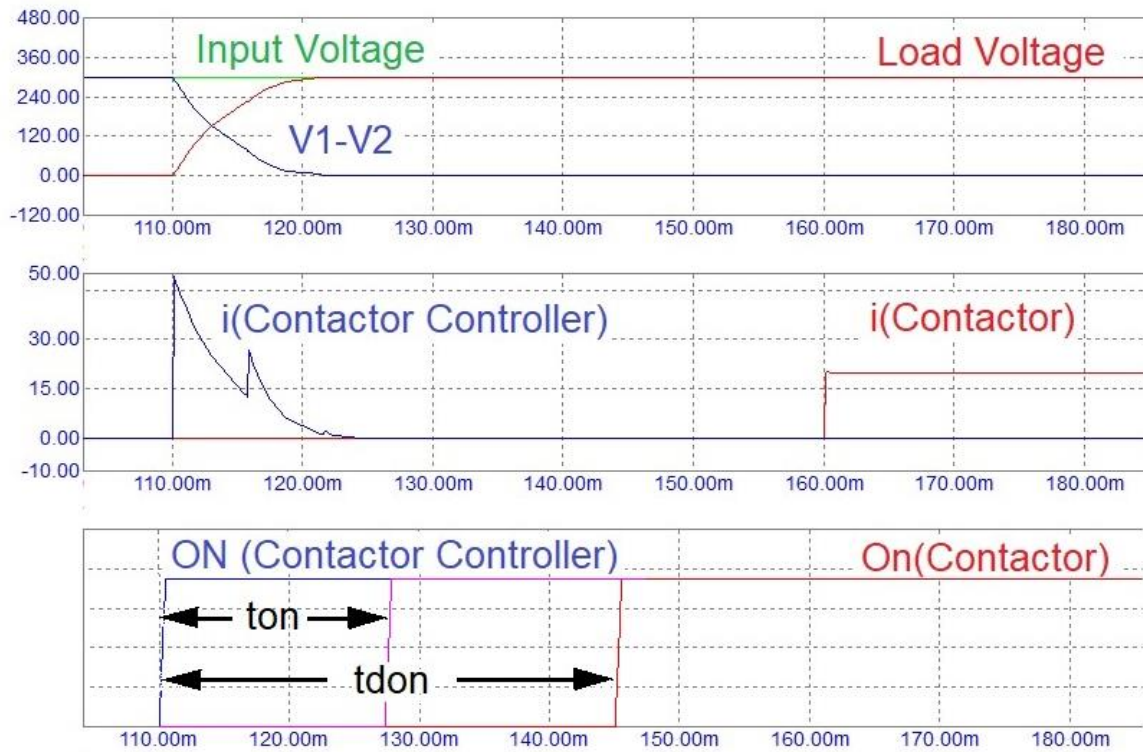 480.00
Input Voltage Load Voltage
360.00
240.00
V1-V2
120.00
0.00
-120.00
110.00m 120.00m 130.00m 140.00m 150.00m 160.00m 170.00m 180.00m
50.00
i(Contactor Controller) i(Contactor)
30.00
15.00
0.00
-10.00
110.00m 120.00m 130.00m 140.00m 150.00m 160.00m 170.00m 180.00m
ON (Contactor Controller) On(Contactor)
ton
tdon
110.00m 120.00m 130.00m 140.00m 150.00m 160.00m 170.00m 180.00m